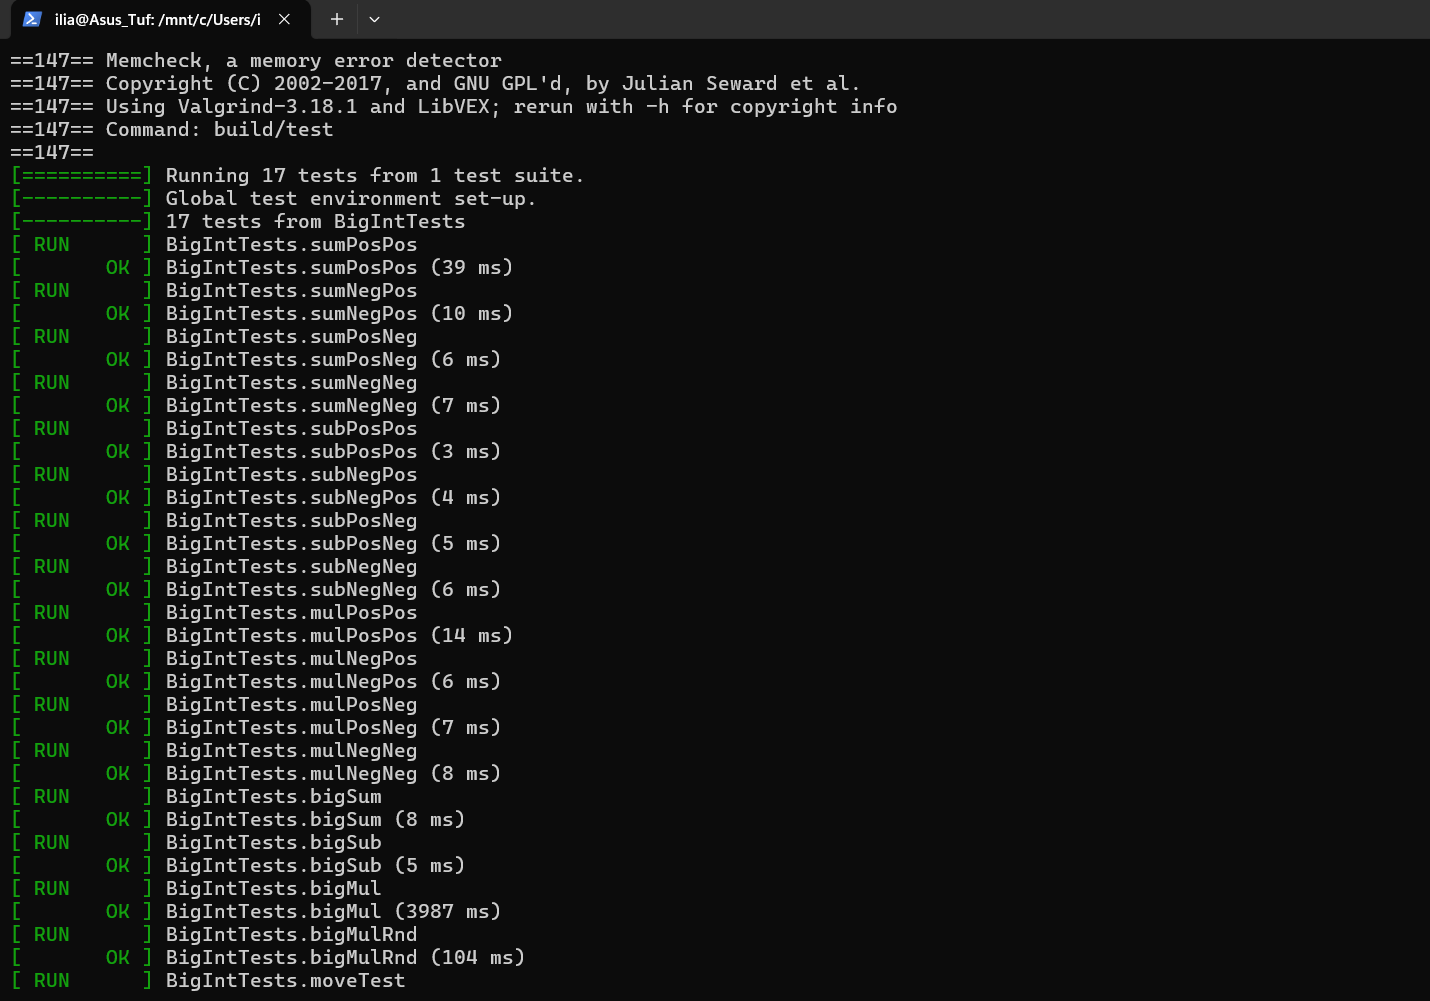 ilia@Asus_Tuf: /mnt/c/Users/i
==147== Memcheck, a memory error detector
==147== Copyright (C) 2002-2017, and GNU GPL'd, by Julian Seward et al.
==147== Using Valgrind-3.18.1 and LibVEX; rerun with -h for copyright info
==147== Command: build/test
==147==
[==========] Running 17 tests from 1 test suite.
[----------] Global test environment set-up.
[----------] 17 tests from BigIntTests
[ RUN      ] BigIntTests.sumPosPos
[       OK ] BigIntTests.sumPosPos (39 ms)
[ RUN      ] BigIntTests.sumNegPos
[       OK ] BigIntTests.sumNegPos (10 ms)
[ RUN      ] BigIntTests.sumPosNeg
[       OK ] BigIntTests.sumPosNeg (6 ms)
[ RUN      ] BigIntTests.sumNegNeg
[       OK ] BigIntTests.sumNegNeg (7 ms)
[ RUN      ] BigIntTests.subPosPos
[       OK ] BigIntTests.subPosPos (3 ms)
[ RUN      ] BigIntTests.subNegPos
[       OK ] BigIntTests.subNegPos (4 ms)
[ RUN      ] BigIntTests.subPosNeg
[       OK ] BigIntTests.subPosNeg (5 ms)
[ RUN      ] BigIntTests.subNegNeg
[       OK ] BigIntTests.subNegNeg (6 ms)
[ RUN      ] BigIntTests.mulPosPos
[       OK ] BigIntTests.mulPosPos (14 ms)
[ RUN      ] BigIntTests.mulNegPos
[       OK ] BigIntTests.mulNegPos (6 ms)
[ RUN      ] BigIntTests.mulPosNeg
[       OK ] BigIntTests.mulPosNeg (7 ms)
[ RUN      ] BigIntTests.mulNegNeg
[       OK ] BigIntTests.mulNegNeg (8 ms)
[ RUN      ] BigIntTests.bigSum
[       OK ] BigIntTests.bigSum (8 ms)
[ RUN      ] BigIntTests.bigSub
[       OK ] BigIntTests.bigSub (5 ms)
[ RUN      ] BigIntTests.bigMul
[       OK ] BigIntTests.bigMul (3987 ms)
[ RUN      ] BigIntTests.bigMulRnd
[       OK ] BigIntTests.bigMulRnd (104 ms)
[ RUN      ] BigIntTests.moveTest